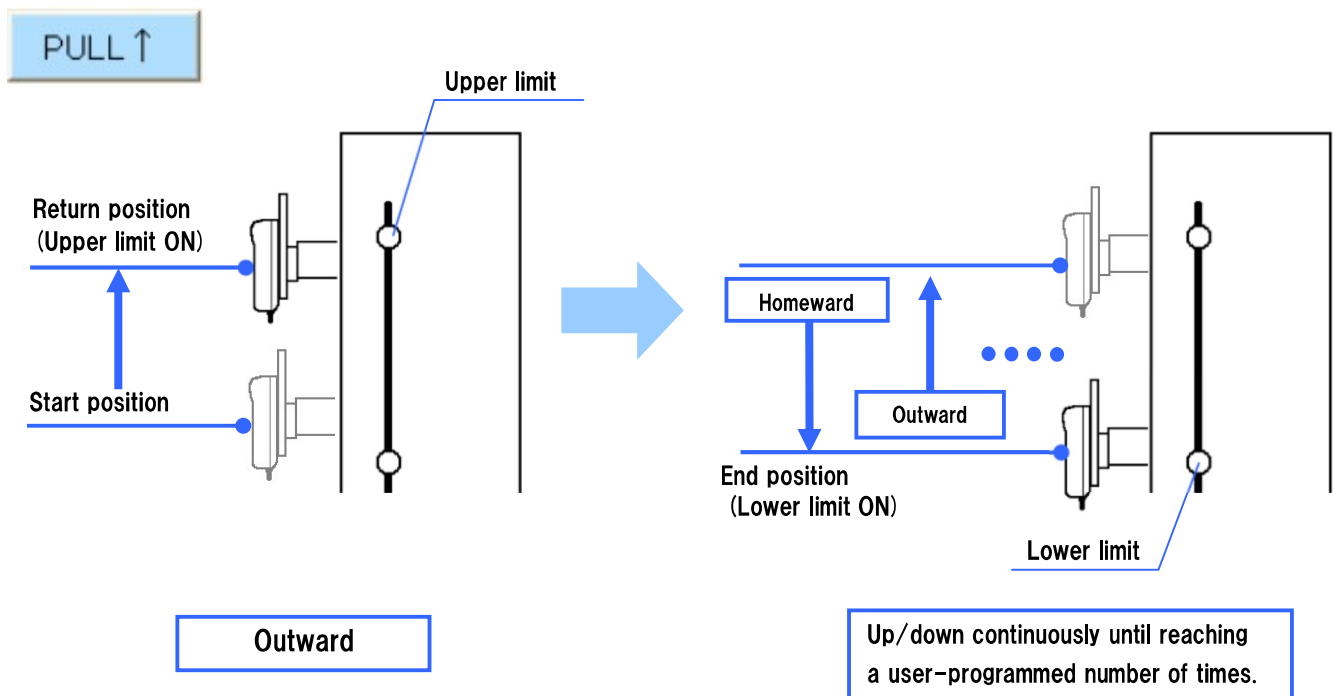 PULL↑
Upper limit
Return position
(Upper limit ON)
Start position
Outward
Homeward
Outward
End position
(Lower limit ON)
Lower limit
Up/down continuously until reaching
a user-programmed number of times.